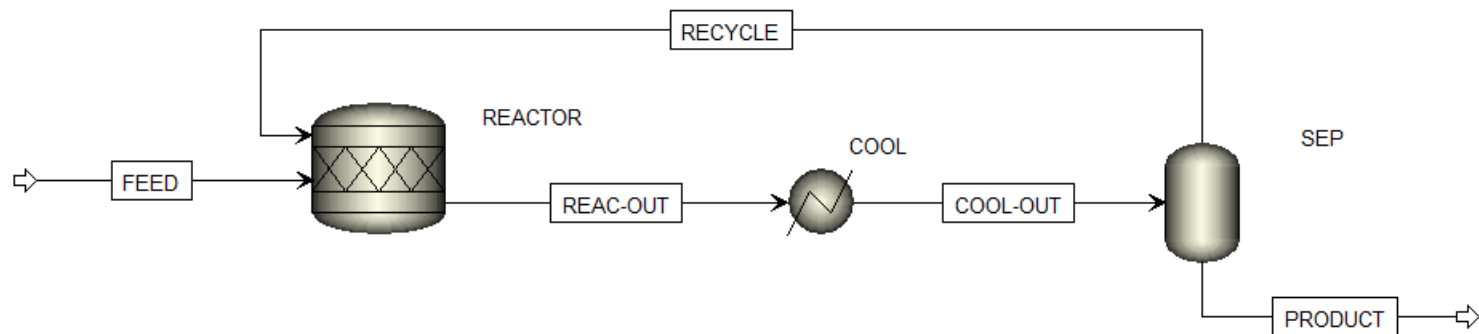 RECYCLE
REACTOR
SEP
COOL
FEED
REAC-OUT
COOL-OUT
PRODUCT